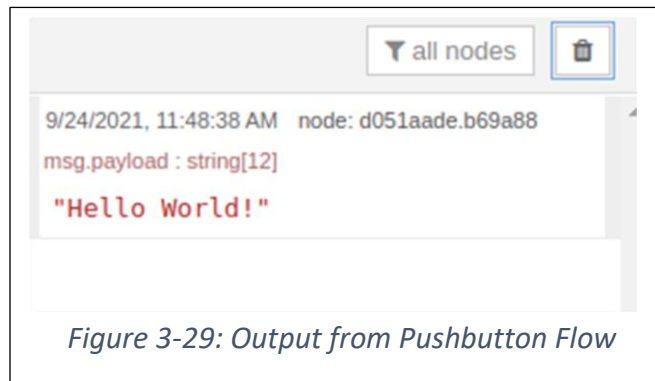 all nodes
9/24/2021, 11:48:38 AM node: d051aade.b69a88
msg.payload : string[12]
"Hello World!"
Figure 3-29: Output from Pushbutton Flow